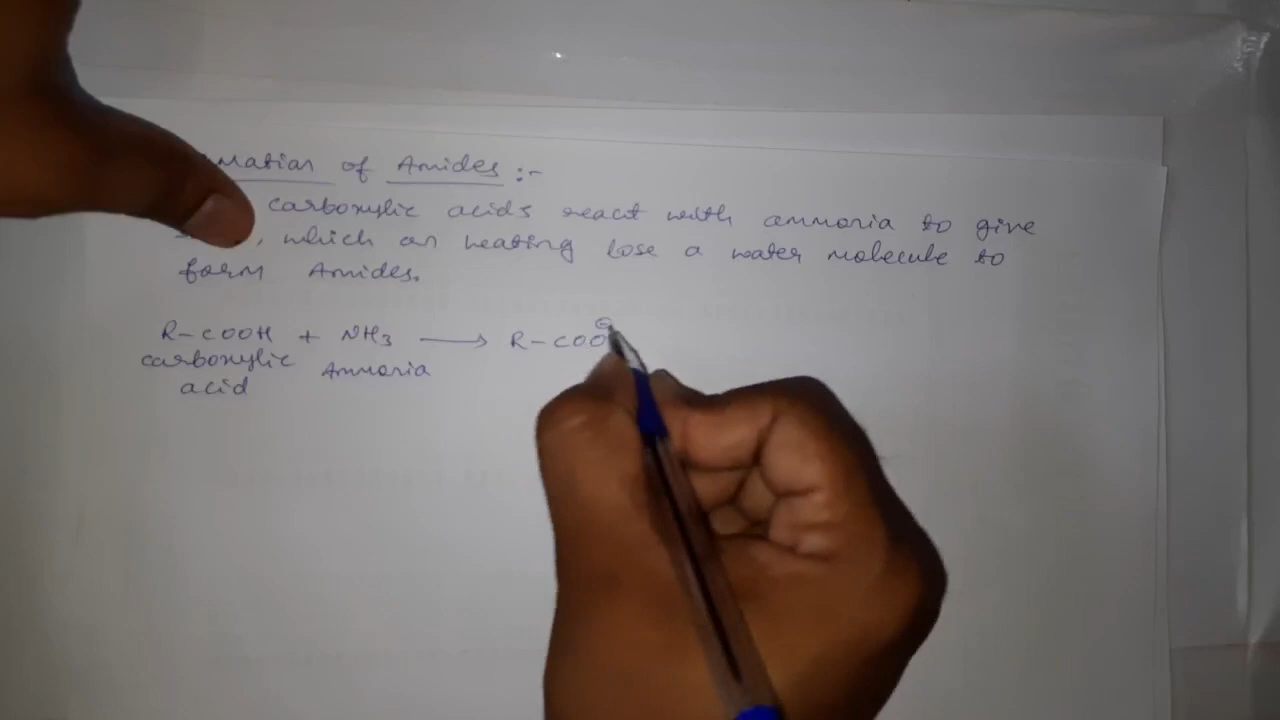 of Amides :-
carboxylic acids react with ammonia to give
, which on heating lose a water molecule to
form Amides.
R-COOH + NH3 ⟶ R-COO⊖
carboxylic Ammonia
acid